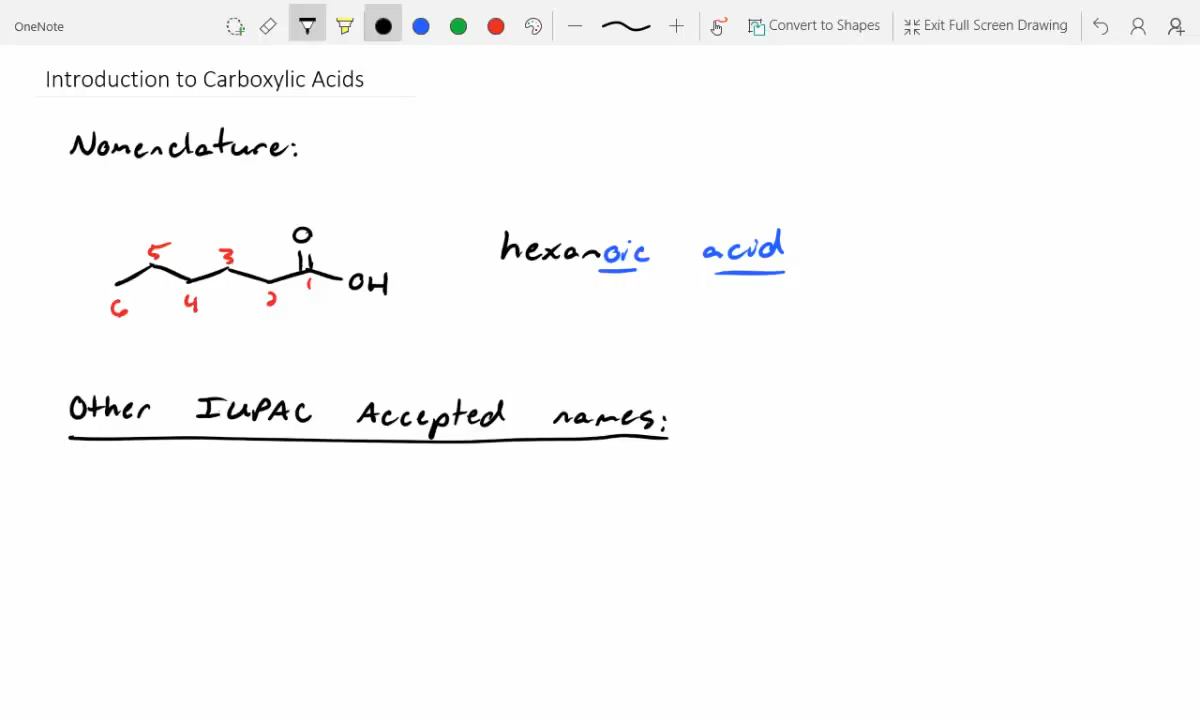 OneNote
Convert to Shapes
Exit Full Screen Drawing
Introduction to Carboxylic Acids
Nomenclature:
O
5 3
OH
6 4 2 1
hexanoic acid
Other IUPAC Accepted names: